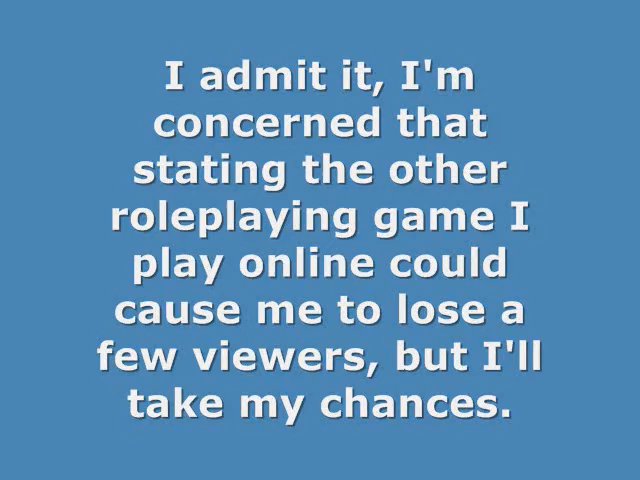 I admit it, I'm
concerned that
stating the other
roleplaying game I
play online could
cause me to lose a
few viewers, but I'll
take my chances.